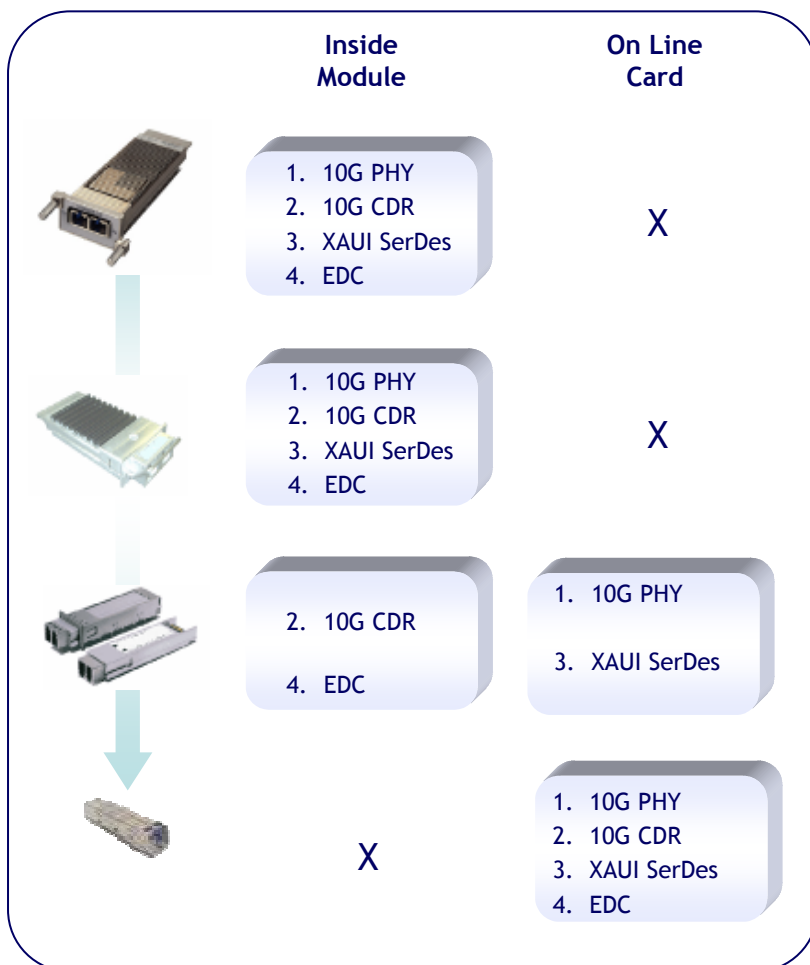 Inside Module
On Line Card
1. 10G PHY
2. 10G CDR
3. XAUI SerDes
4. EDC
X
1. 10G PHY
2. 10G CDR
3. XAUI SerDes
4. EDC
X
2. 10G CDR
4. EDC
1. 10G PHY
3. XAUI SerDes
X
1. 10G PHY
2. 10G CDR
3. XAUI SerDes
4. EDC